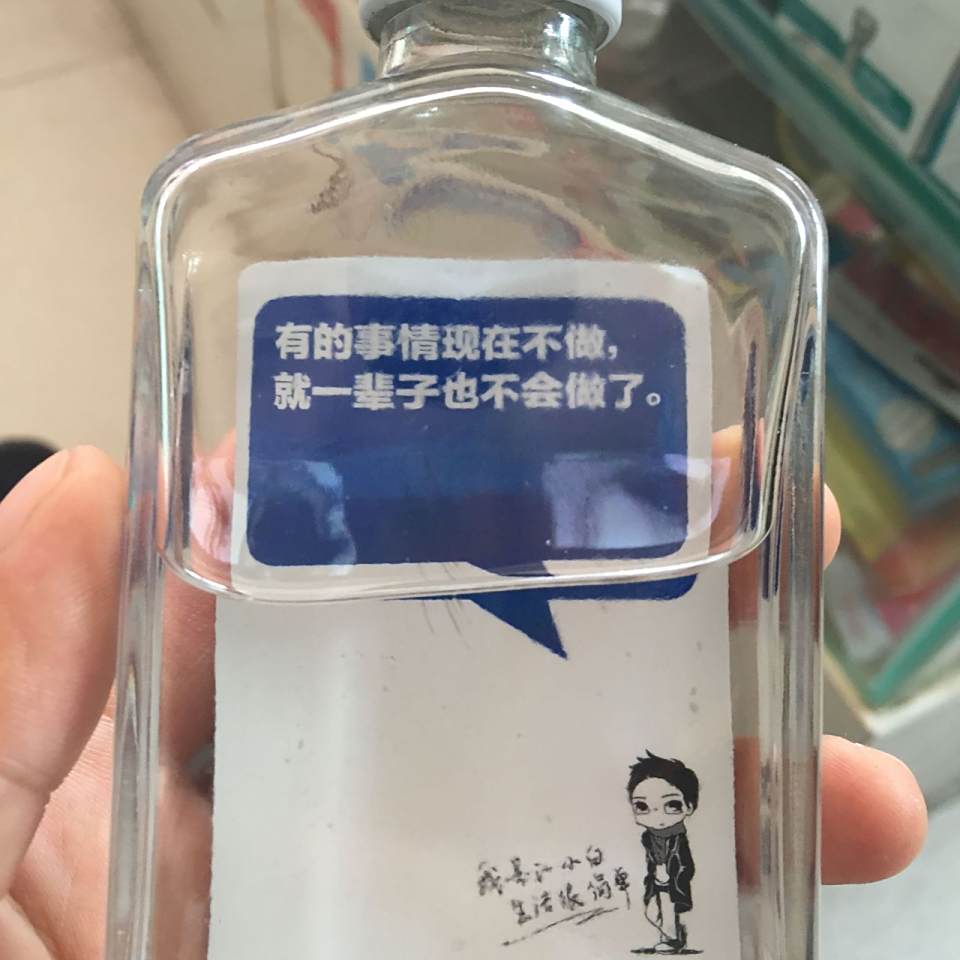 有的事情现在不做，
就一辈子也不会做了。
我是江小白
生活很简单